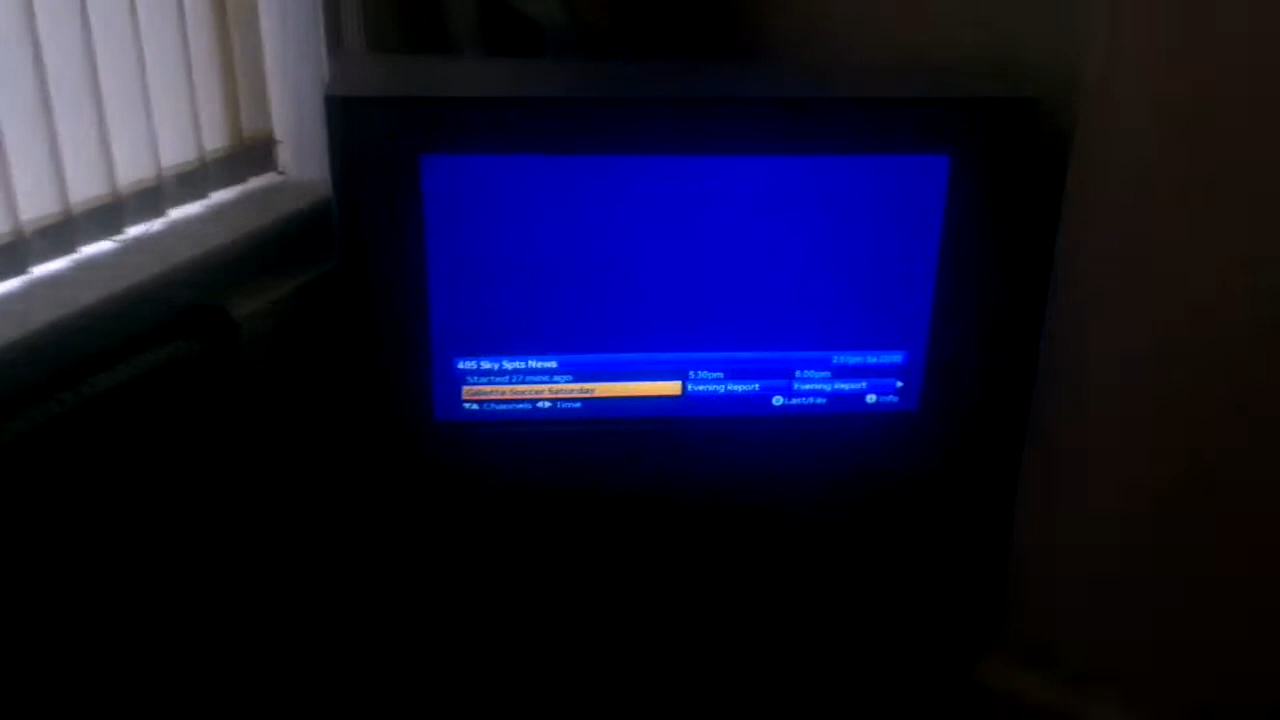 485 Sky Spts News
Started 27 mins ago 5.30pm 6.00pm
Gillette Soccer Saturday Evening Report Evening Report
Channels Time Last/Fav Info